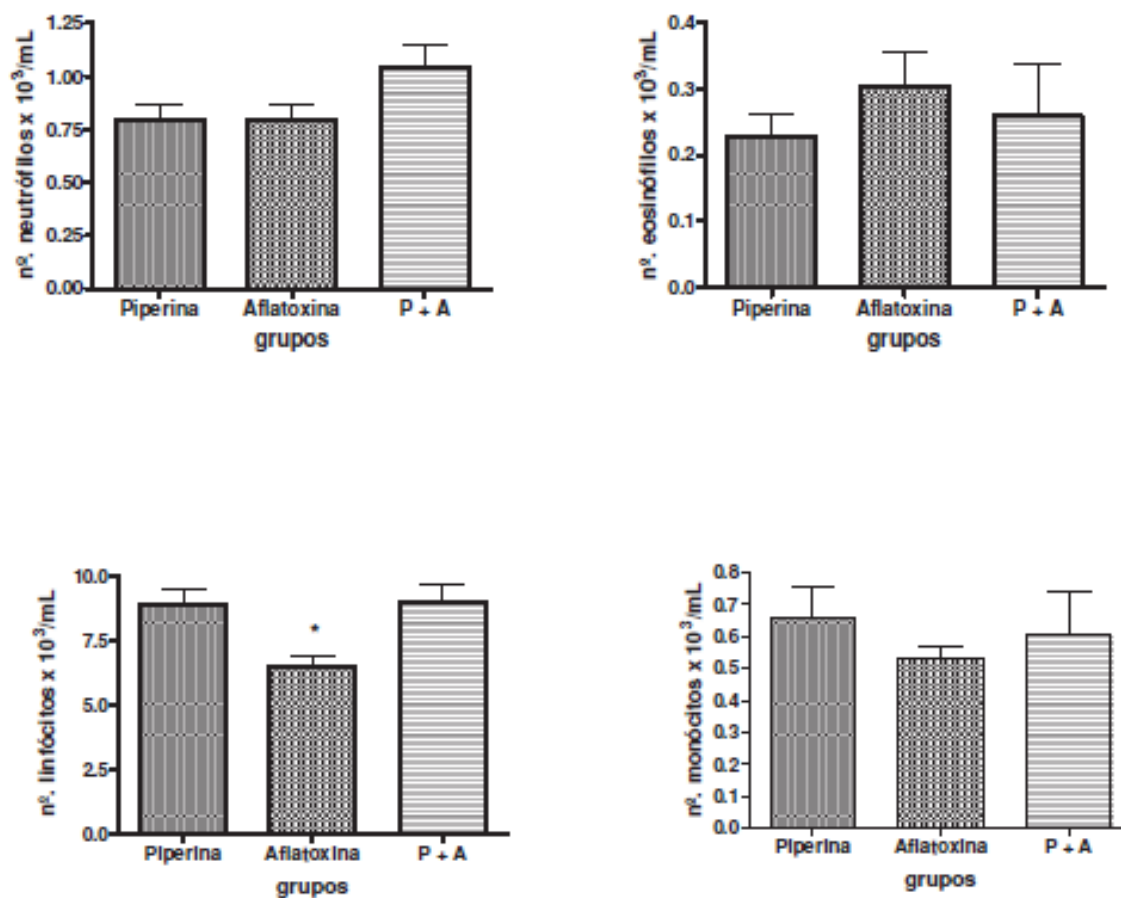 nº. neutrófilos x 10³/mL
1.25
1.00
0.75
0.50
0.25
0.00
Piperina Aflatoxina P + A
grupos
nº. eosinófilos x 10³/mL
0.4
0.3
0.2
0.1
0.0
Piperina Aflatoxina P + A
grupos
nº. linfócitos x 10³/mL
10.0
7.5
5.0
2.5
0.0
*
Piperina Aflatoxina P + A
grupos
nº. monócitos x 10³/mL
0.8
0.7
0.6
0.5
0.4
0.3
0.2
0.1
0.0
Piperina Aflatoxina P + A
grupos